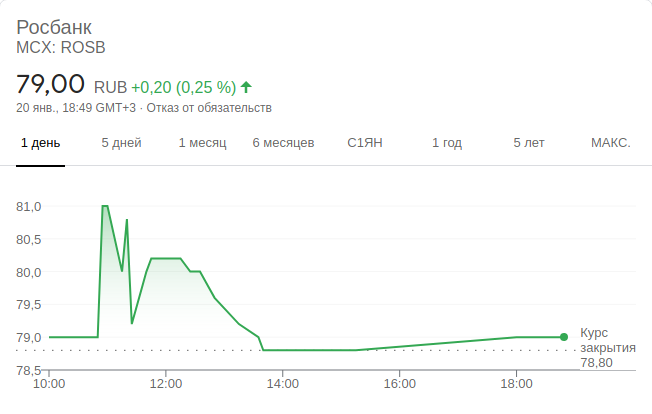 Росбанк
MCX: ROSB
79,00 RUB +0,20 (0,25 %)
20 янв., 18:49 GMT+3 · Отказ от обязательств
1 день 5 дней 1 месяц 6 месяцев С1ЯН 1 год 5 лет МАКС.
81,0
80,5
80,0
79,5
79,0
78,5
Курс
закрытия
78,80
10:00 12:00 14:00 16:00 18:00